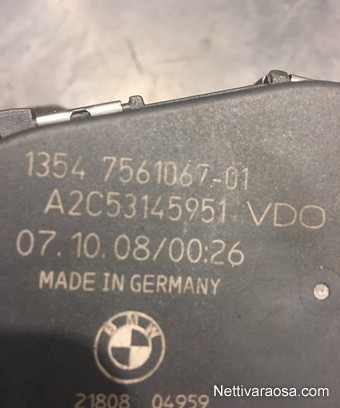 1354 7561067-01
A2C53145951 VDO
07.10.08/00:26
MADE IN GERMANY
BMW
21808 04959
Nettivaraosa.com